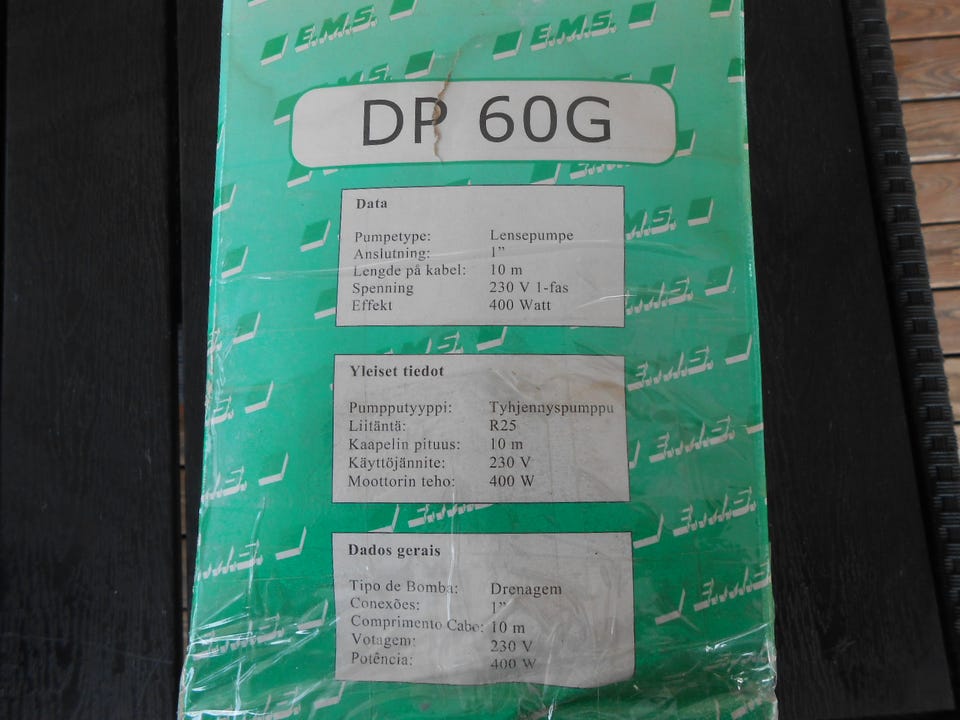 E.M.S. E.M.S.
E.M.S.
DP 60G
E.M.S.
Data
Pumpetype: Lensepumpe
Anslutning: 1"
Lengde på kabel: 10 m
Spenning 230 V 1-fas
Effekt 400 Watt
E.M.S.
E.M.S.
E.M.S.
Yleiset tiedot
Pumpputyyppi: Tyhjennyspumppu
Liitäntä: R25
Kaapelin pituus: 10 m
Käyttöjännite: 230 V
Moottorin teho: 400 W
E.M.S.
E.M.S.
E.M.S.
E.M.S.
Dados gerais
Tipo de Bomba: Drenagem
Conexões: 1"
Comprimento Cabo: 10 m
Votagem: 230 V
Potência: 400 W
E.M.S.
E.M.S.